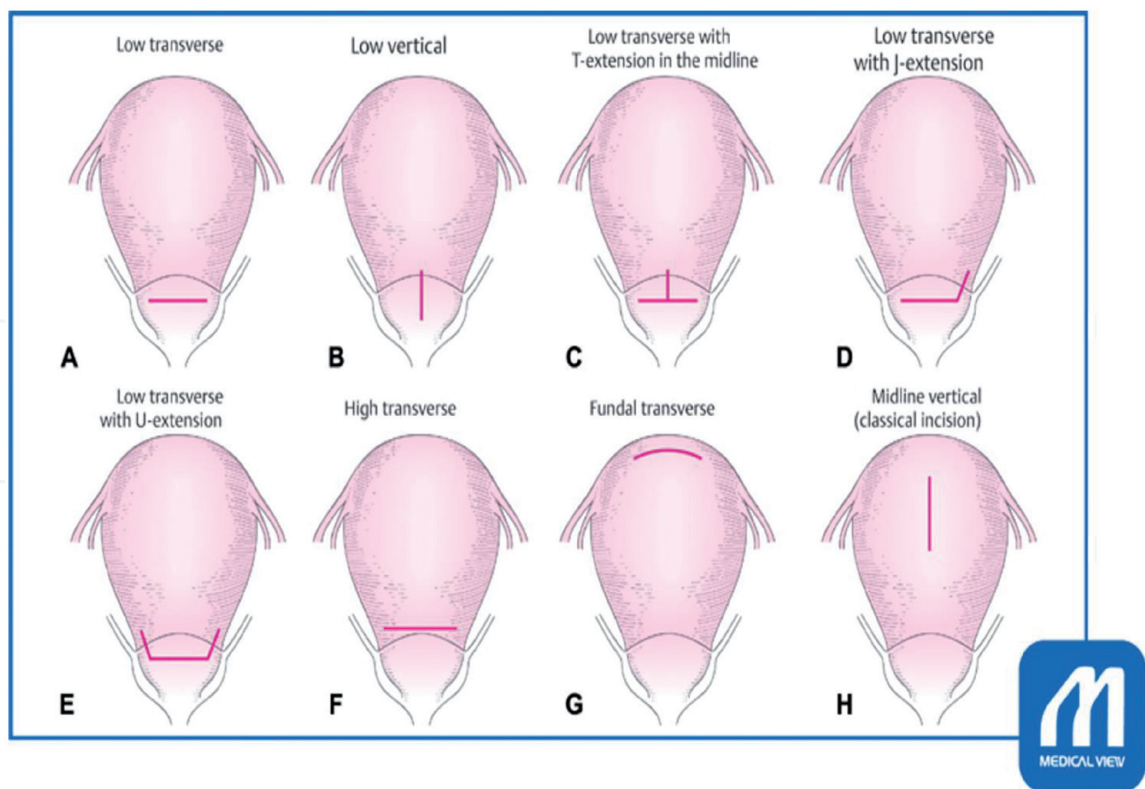 Low transverse
Low vertical
Low transverse with
T-extension in the midline
Low transverse
with J-extension
A
B
C
D
Low transverse
with U-extension
High transverse
Fundal transverse
Midline vertical
(classical incision)
E
F
G
H
MEDICAL VIEW